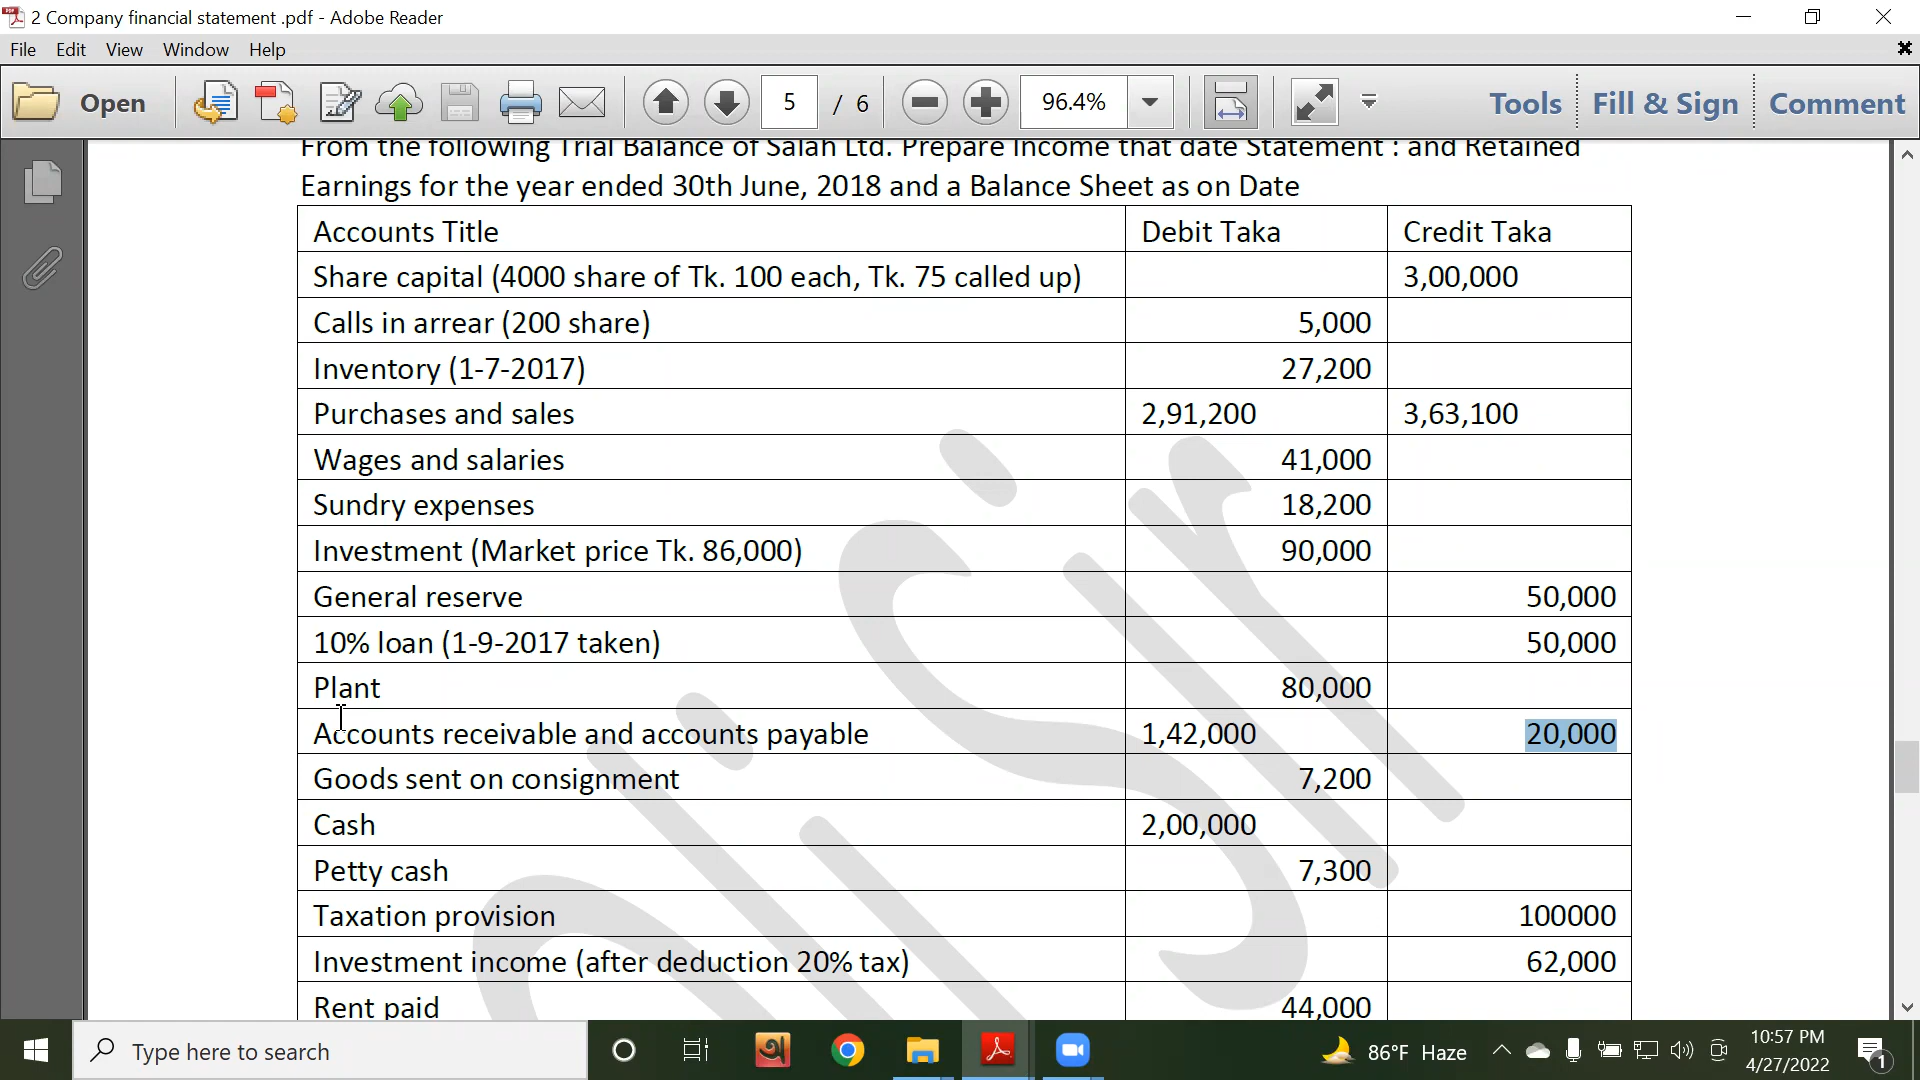 2 Company financial statement .pdf - Adobe Reader
File Edit View Window Help
Open 5 / 6 96.4% Tools Fill & Sign Comment
From the following Trial Balance of Salah Ltd. Prepare Income that date Statement : and Retained
Earnings for the year ended 30th June, 2018 and a Balance Sheet as on Date
Accounts Title Debit Taka Credit Taka
Share capital (4000 share of Tk. 100 each, Tk. 75 called up) 3,00,000
Calls in arrear (200 share) 5,000
Inventory (1-7-2017) 27,200
Purchases and sales 2,91,200 3,63,100
Wages and salaries 41,000
Sundry expenses 18,200
Investment (Market price Tk. 86,000) 90,000
General reserve 50,000
10% loan (1-9-2017 taken) 50,000
Plant 80,000
Accounts receivable and accounts payable 1,42,000 20,000
Goods sent on consignment 7,200
Cash 2,00,000
Petty cash 7,300
Taxation provision 100000
Investment income (after deduction 20% tax) 62,000
Rent paid 44,000
Type here to search 86°F Haze 10:57 PM
4/27/2022
1